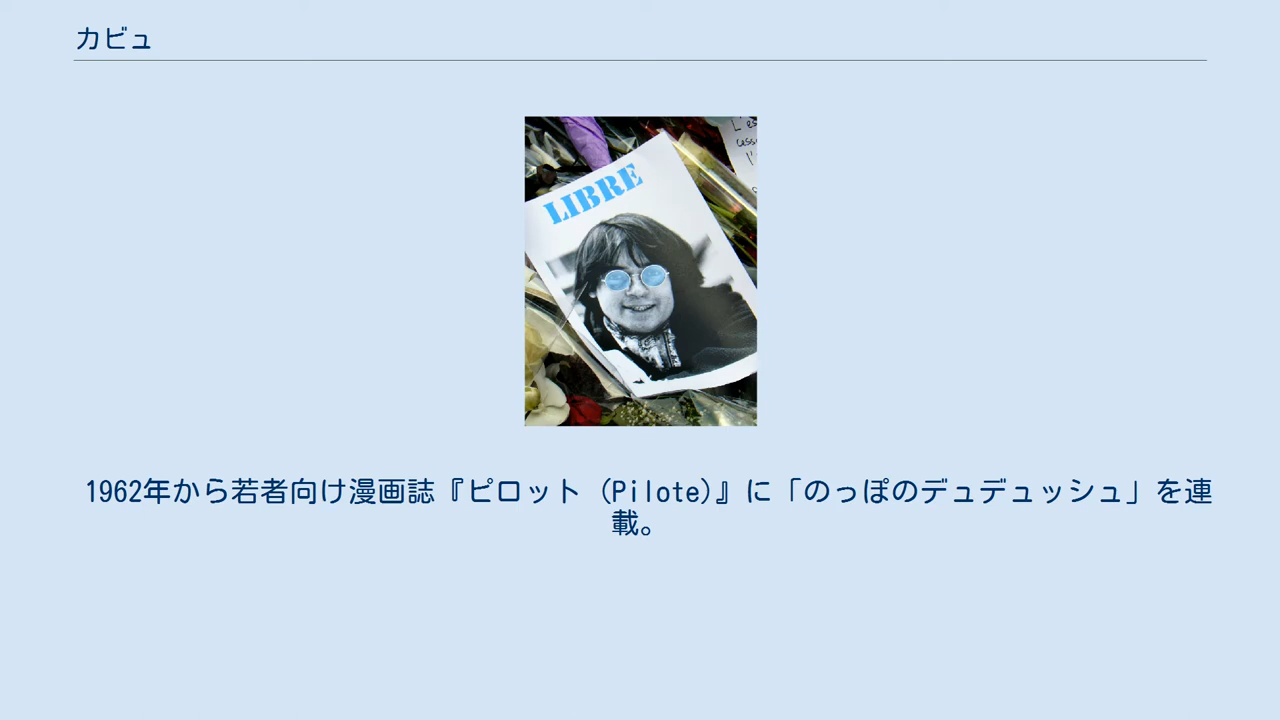 カビュ
LIBRE
L'es
l'
1962年から若者向け漫画誌『ピロット (Pilote)』に「のっぽのデュデュッシュ」を連
載。